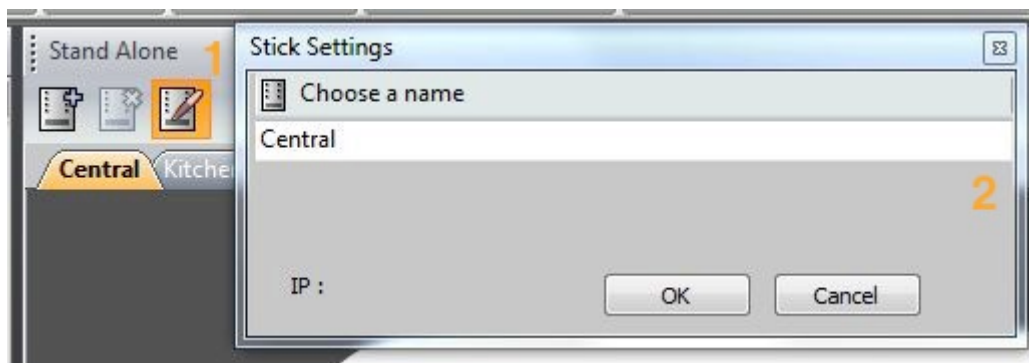 Stand Alone
1
Stick Settings
Choose a name
Central
Central
2
IP :
OK
Cancel